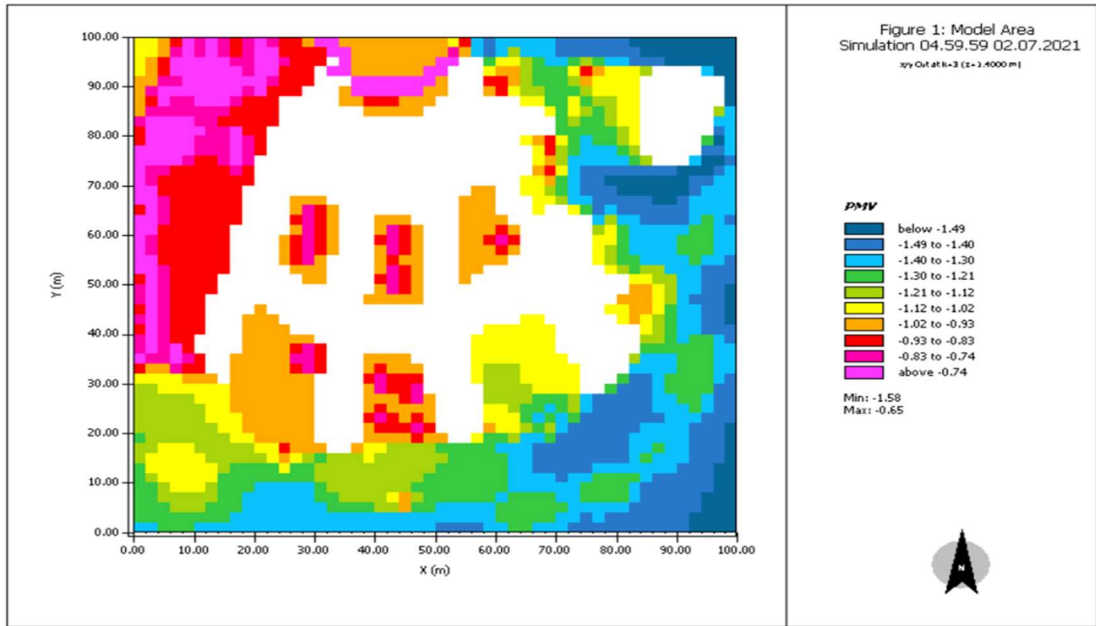 Figure 1: Model Area
Simulation 04.59.59 02.07.2021
x/y Cut at k=3 (z=1.4000 m)
100.00
90.00
80.00
70.00
60.00
50.00
40.00
30.00
20.00
10.00
0.00
Y (m)
0.00 10.00 20.00 30.00 40.00 50.00 60.00 70.00 80.00 90.00 100.00
X (m)
PMV
below -1.49
-1.49 to -1.40
-1.40 to -1.30
-1.30 to -1.21
-1.21 to -1.12
-1.12 to -1.02
-1.02 to -0.93
-0.93 to -0.83
-0.83 to -0.74
above -0.74
Min: -1.58
Max: -0.65
N